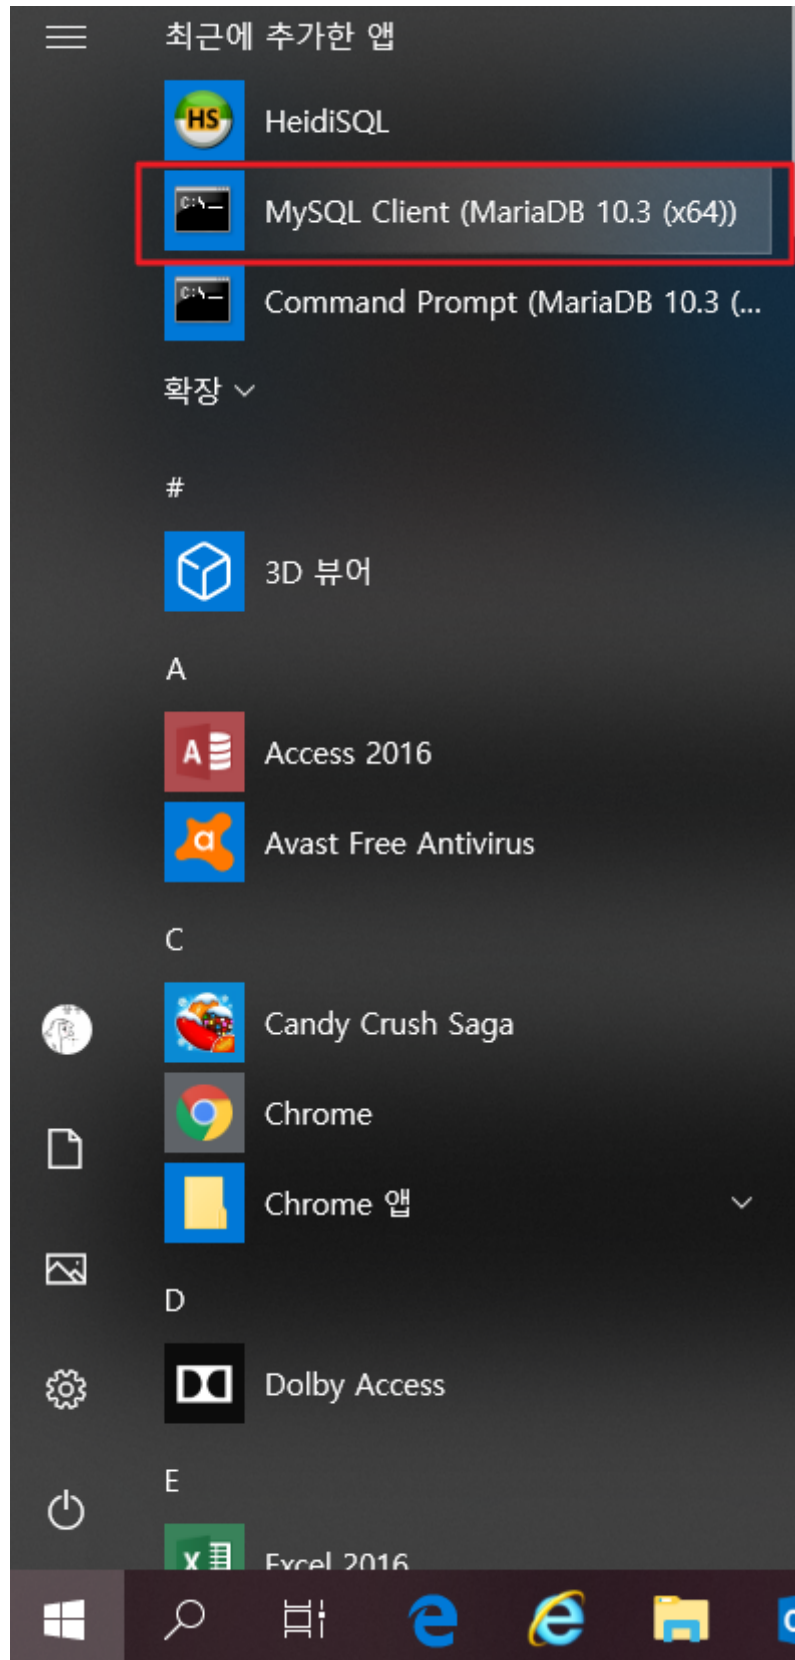 최근에 추가한 앱
HS
HeidiSQL
C:\
MySQL Client (MariaDB 10.3 (x64))
C:\
Command Prompt (MariaDB 10.3 (...
확장
#
3D 뷰어
A
Access 2016
Avast Free Antivirus
C
Candy Crush Saga
Chrome
Chrome 앱
D
Dolby Access
E
Excel 2016